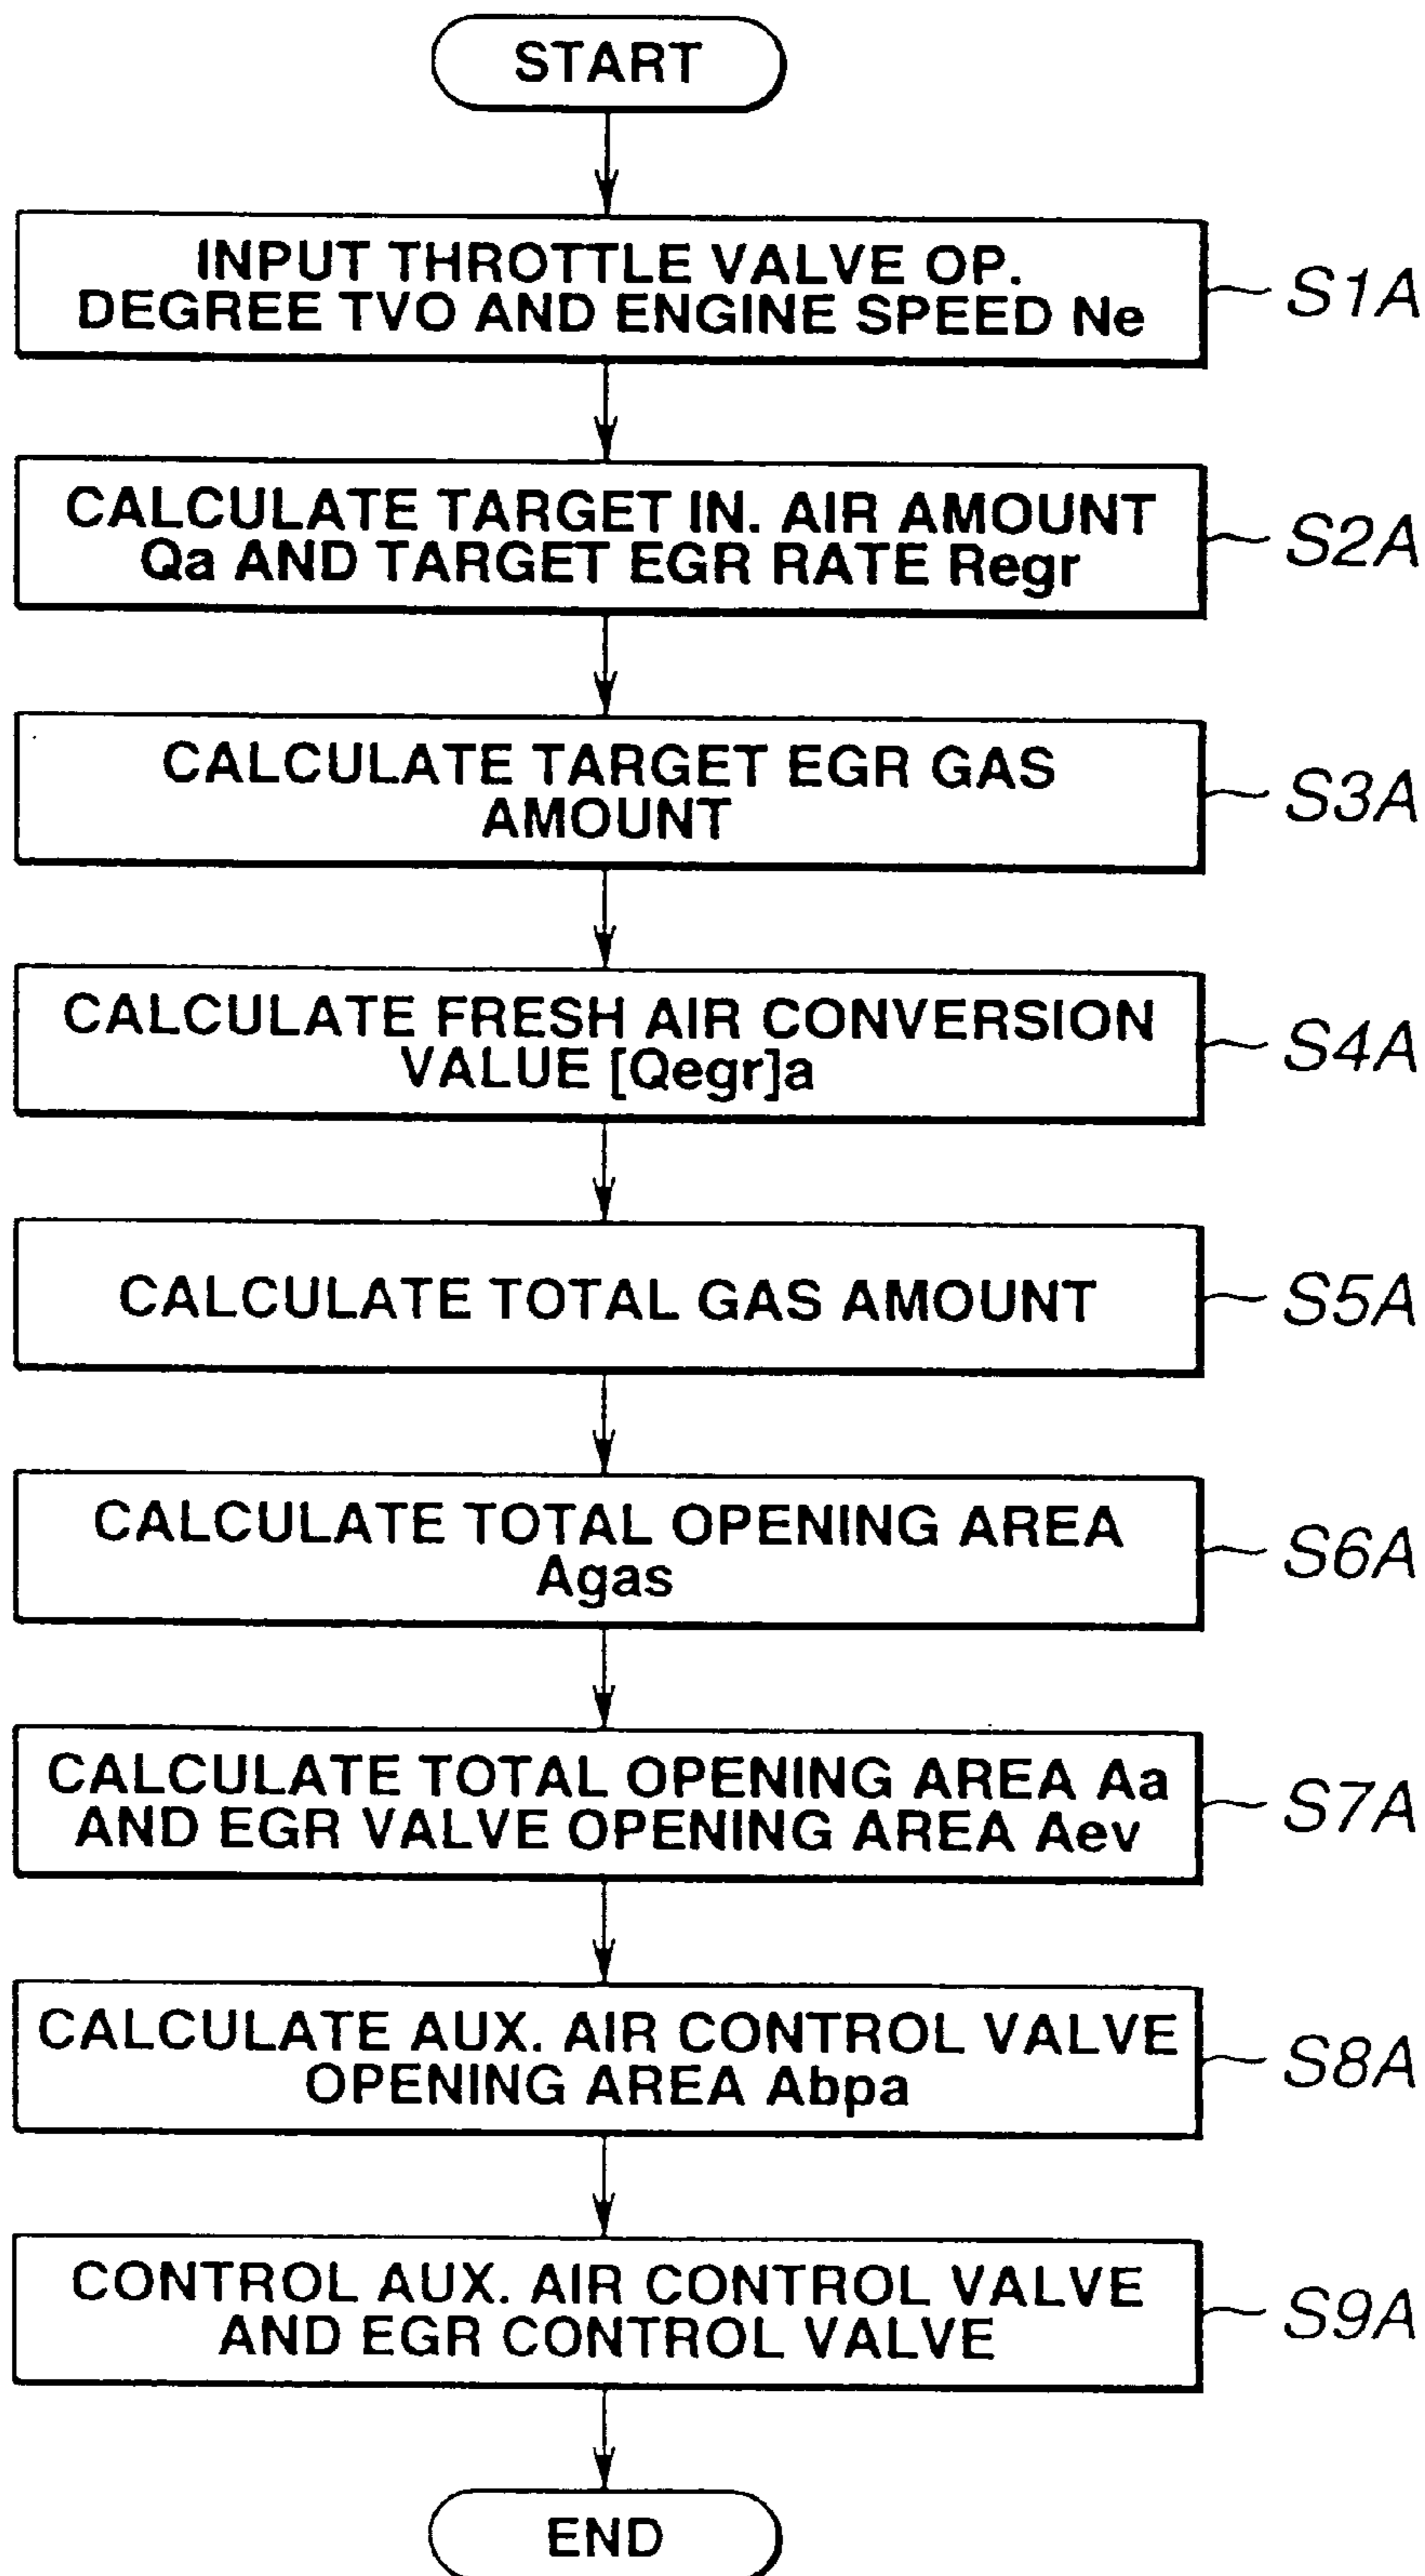 START
INPUT THROTTLE VALVE OP.
DEGREE TVO AND ENGINE SPEED Ne
S1A
CALCULATE TARGET IN. AIR AMOUNT
Qa AND TARGET EGR RATE Regr
S2A
CALCULATE TARGET EGR GAS
AMOUNT
S3A
CALCULATE FRESH AIR CONVERSION
VALUE [Qegr]a
S4A
CALCULATE TOTAL GAS AMOUNT
S5A
CALCULATE TOTAL OPENING AREA
Agas
S6A
CALCULATE TOTAL OPENING AREA Aa
AND EGR VALVE OPENING AREA Aev
S7A
CALCULATE AUX. AIR CONTROL VALVE
OPENING AREA Abpa
S8A
CONTROL AUX. AIR CONTROL VALVE
AND EGR CONTROL VALVE
S9A
END